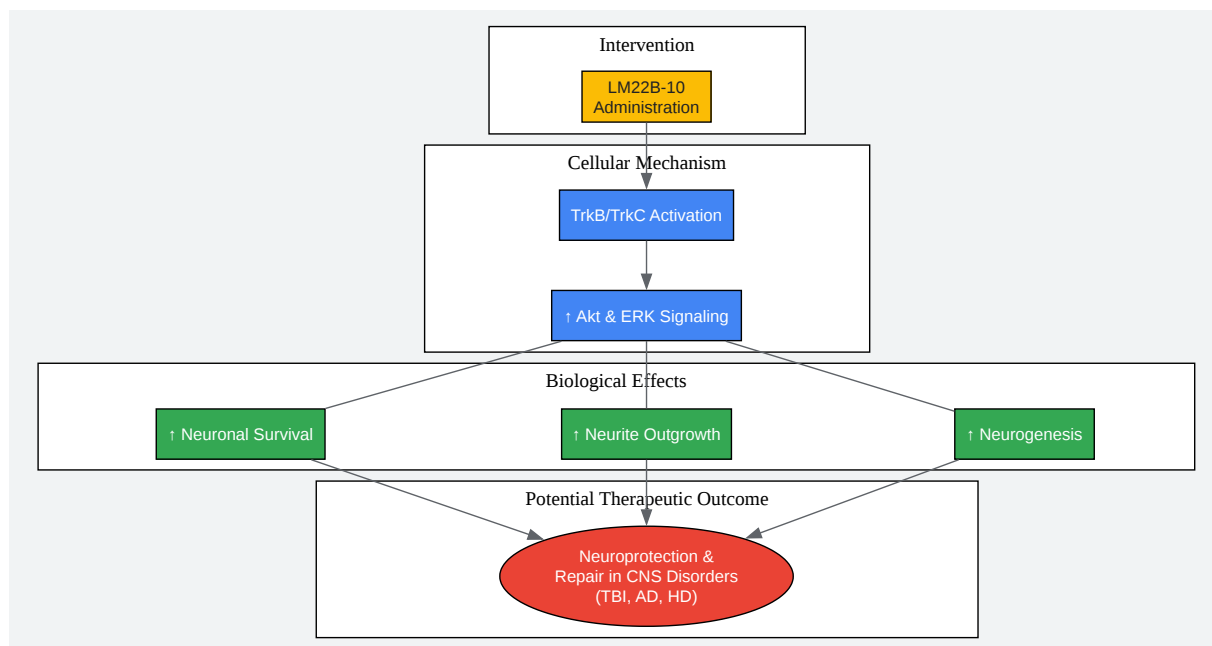 Intervention
LM22B-10
Administration
Cellular Mechanism
TrkB/TrkC Activation
↑ Akt & ERK Signaling
Biological Effects
↑ Neuronal Survival
↑ Neurite Outgrowth
↑ Neurogenesis
Potential Therapeutic Outcome
Neuroprotection &
Repair in CNS Disorders
(TBI, AD, HD)